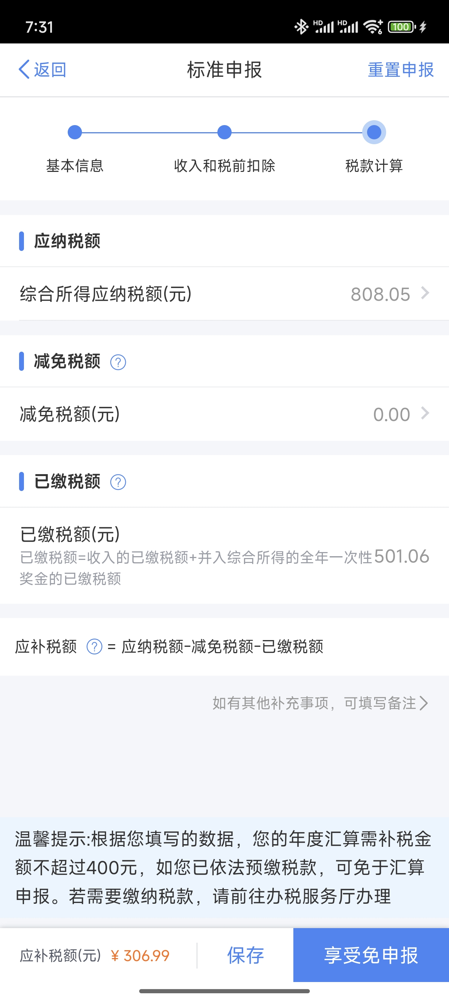 7:31
HD HD 6 100
返回 标准申报 重置申报
基本信息 收入和税前扣除 税款计算
应纳税额
综合所得应纳税额(元) 808.05
减免税额 ?
减免税额(元) 0.00
已缴税额 ?
已缴税额(元)
已缴税额=收入的已缴税额+并入综合所得的全年一次性 501.06
奖金的已缴税额
应补税额 ? = 应纳税额-减免税额-已缴税额
如有其他补充事项，可填写备注
温馨提示:根据您填写的数据，您的年度汇算需补税金
额不超过400元，如您已依法预缴税款，可免于汇算
申报。若需要缴纳税款，请前往办税服务厅办理
应补税额(元) ¥ 306.99 保存 享受免申报